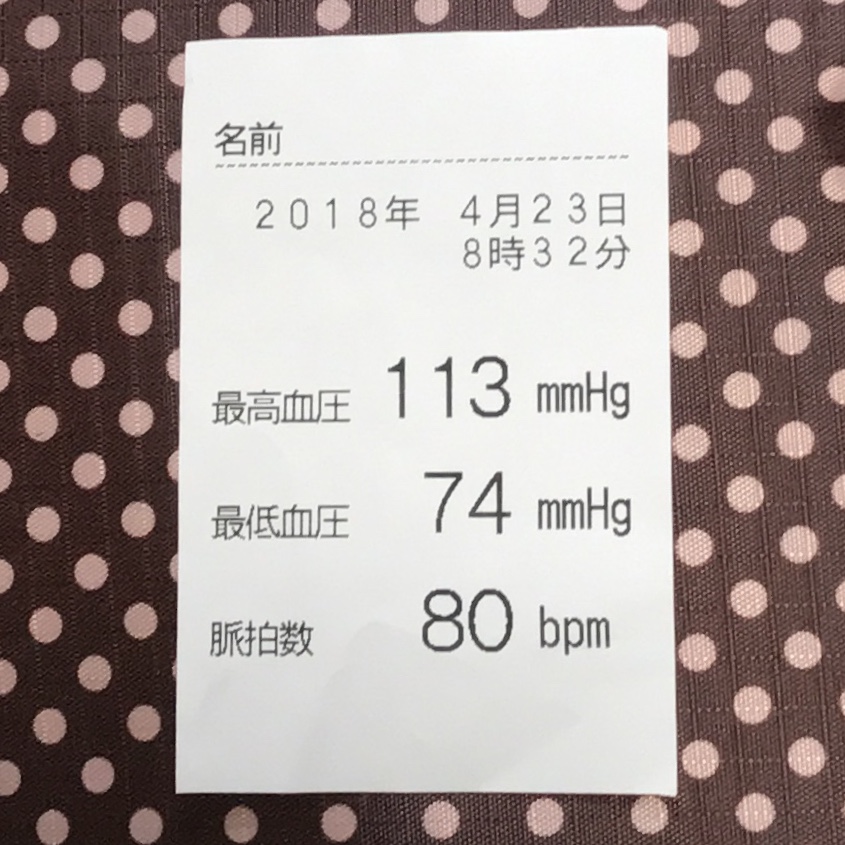 名前
2018年 4月23日
8時32分
最高血圧 113 mmHg
最低血圧 74 mmHg
脈拍数 80 bpm